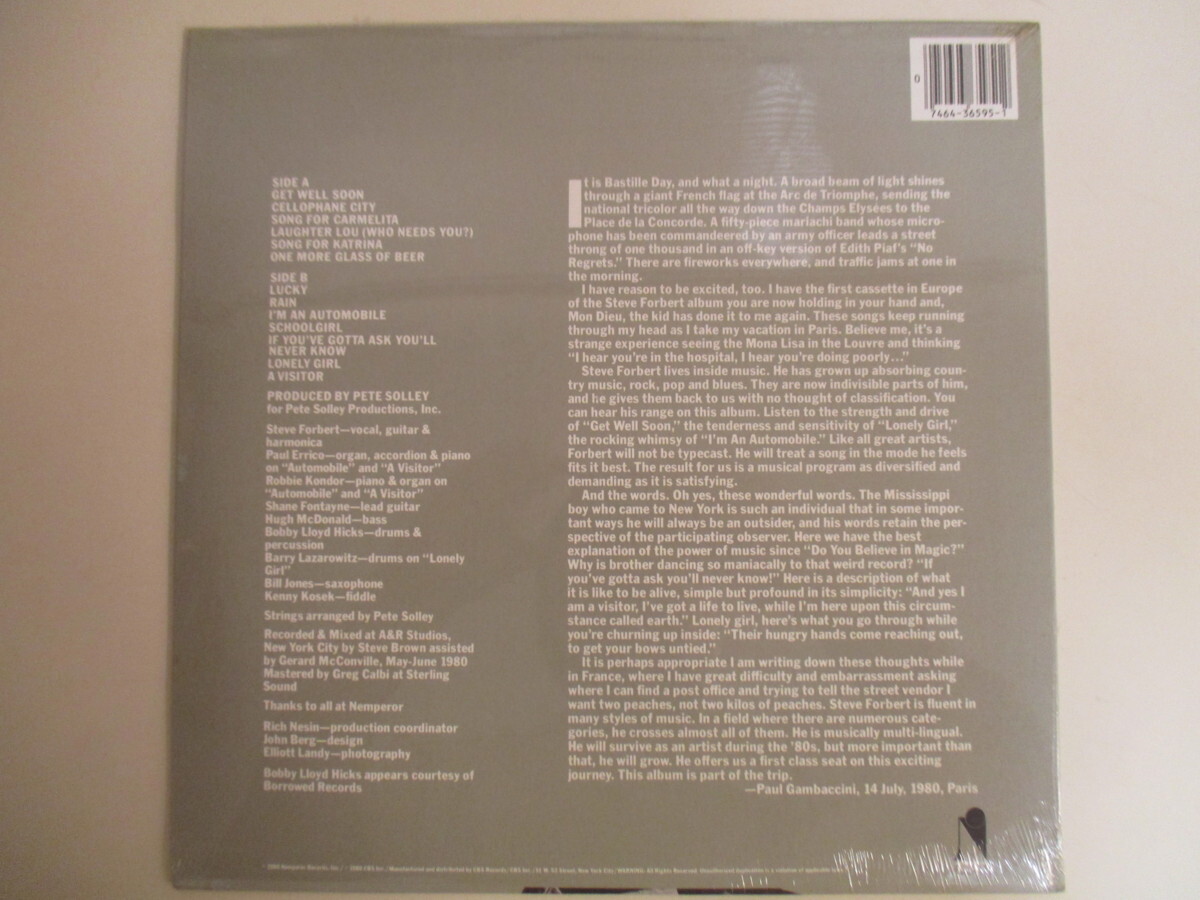 0
7464-36595-1
SIDE A
GET WELL SOON
CELLOPHANE CITY
SONG FOR CARMELITA
LAUGHTER LOU (WHO NEEDS YOU?)
SONG FOR KATRINA
ONE MORE GLASS OF BEER
SIDE B
LUCKY
RAIN
I'M AN AUTOMOBILE
SCHOOLGIRL
IF YOU'VE GOTTA ASK YOU'LL
NEVER KNOW
LONELY GIRL
A VISITOR
PRODUCED BY PETE SOLLEY
for Pete Solley Productions, Inc.
Steve Forbert—vocal, guitar &
harmonica
Paul Errico—organ, accordion & piano
on "Automobile" and "A Visitor"
Robbie Kondor—piano & organ on
"Automobile" and "A Visitor"
Shane Fontayne—lead guitar
Hugh McDonald—bass
Bobby Lloyd Hicks—drums &
percussion
Barry Lazarowitz—drums on "Lonely
Girl"
Bill Jones—saxophone
Kenny Kosek—fiddle
Strings arranged by Pete Solley
Recorded & Mixed at A&R Studios,
New York City by Steve Brown assisted
by Gerard McConville, May-June 1980
Mastered by Greg Calbi at Sterling
Sound
Thanks to all at Nemperor
Rich Nesin—production coordinator
John Berg—design
Elliott Landy—photography
Bobby Lloyd Hicks appears courtesy of
Borrowed Records
It is Bastille Day, and what a night. A broad beam of light shines
through a giant French flag at the Arc de Triomphe, sending the
national tricolor all the way down the Champs Elysées to the
Place de la Concorde. A fifty-piece mariachi band whose micro-
phone has been commandeered by an army officer leads a street
throng of one thousand in an off-key version of Edith Piaf's "No
Regrets." There are fireworks everywhere, and traffic jams at one in
the morning.
I have reason to be excited, too. I have the first cassette in Europe
of the Steve Forbert album you are now holding in your hand and,
Mon Dieu, the kid has done it to me again. These songs keep running
through my head as I take my vacation in Paris. Believe me, it's a
strange experience seeing the Mona Lisa in the Louvre and thinking
"I hear you're in the hospital, I hear you're doing poorly..."
Steve Forbert lives inside music. He has grown up absorbing coun-
try music, rock, pop and blues. They are now indivisible parts of him,
and he gives them back to us with no thought of classification. You
can hear his range on this album. Listen to the strength and drive
of "Get Well Soon," the tenderness and sensitivity of "Lonely Girl,"
the rocking whimsy of "I'm An Automobile." Like all great artists,
Forbert will not be typecast. He will treat a song in the mode he feels
fits it best. The result for us is a musical program as diversified and
demanding as it is satisfying.
And the words. Oh yes, these wonderful words. The Mississippi
boy who came to New York is such an individual that in some impor-
tant ways he will always be an outsider, and his words retain the per-
spective of the participating observer. Here we have the best
explanation of the power of music since "Do You Believe in Magic?"
Why is brother dancing so maniacally to that weird record? "If
you've gotta ask you'll never know!" Here is a description of what
it is like to be alive, simple but profound in its simplicity: "And yes I
am a visitor, I've got a life to live, while I'm here upon this circum-
stance called earth." Lonely girl, here's what you go through while
you're churning up inside: "Their hungry hands come reaching out,
to get your bows untied."
It is perhaps appropriate I am writing down these thoughts while
in France, where I have great difficulty and embarrassment asking
where I can find a post office and trying to tell the street vendor I
want two peaches, not two kilos of peaches. Steve Forbert is fluent in
many styles of music. In a field where there are numerous cate-
gories, he crosses almost all of them. He is musically multi-lingual.
He will survive as an artist during the '80s, but more important than
that, he will grow. He offers us a first class seat on this exciting
journey. This album is part of the trip.
—Paul Gambaccini, 14 July, 1980, Paris